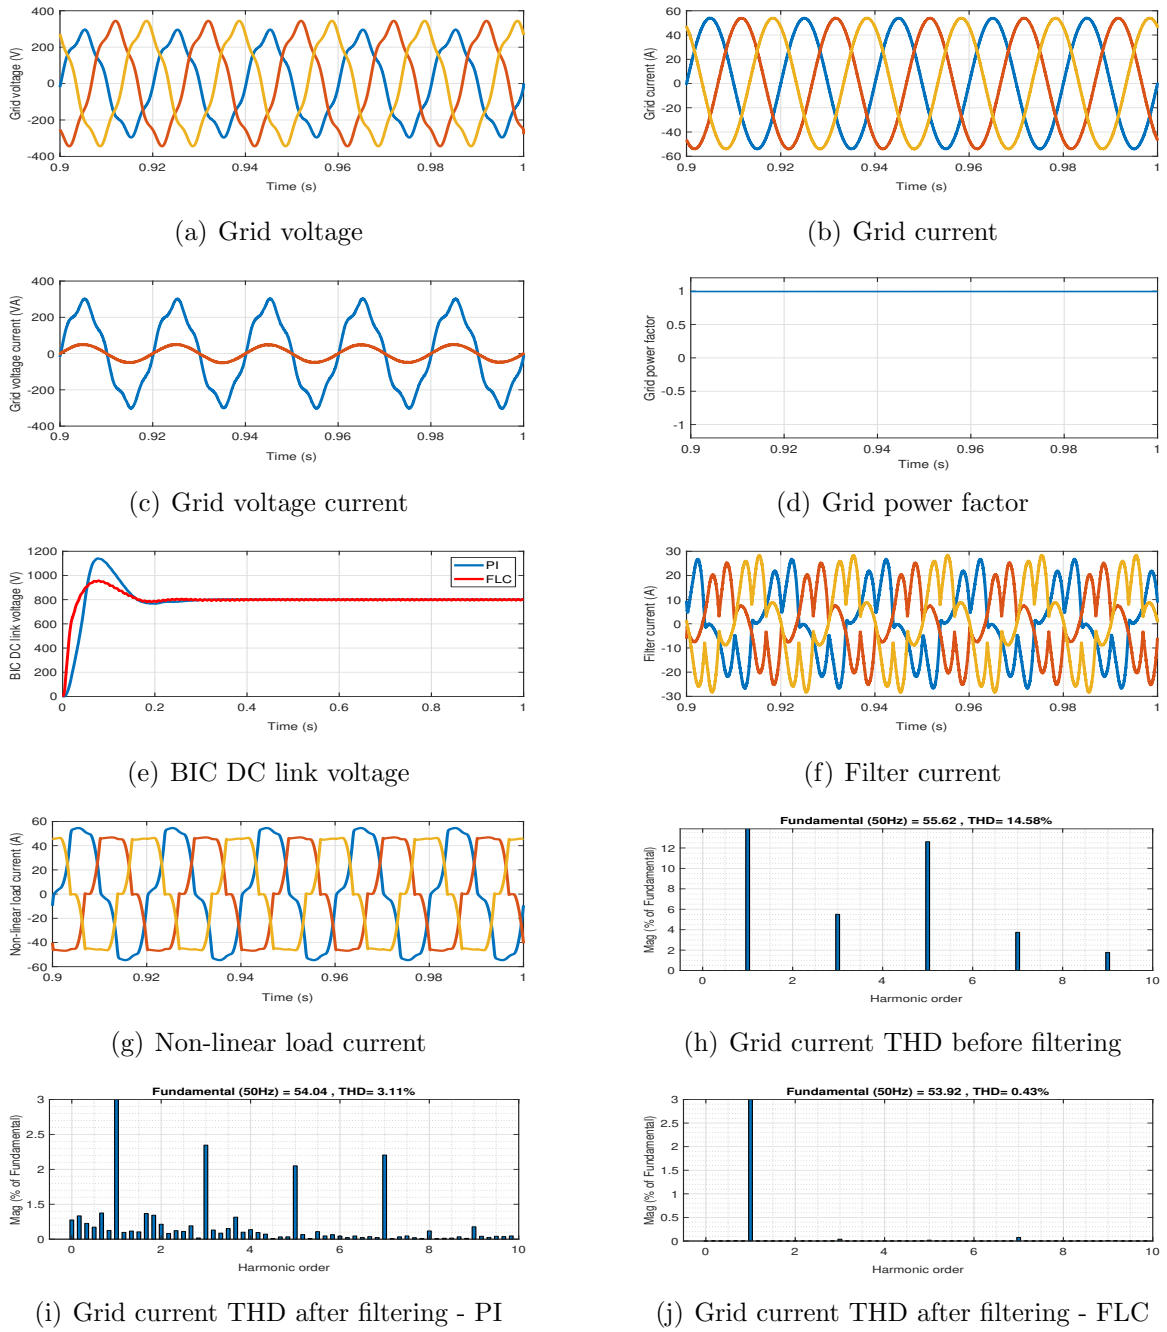 400
200
0
-200
-400
Grid voltage (V)
0.9 0.92 0.94 0.96 0.98 1
Time (s)
(a) Grid voltage
60
40
20
0
-20
-40
-60
Grid current (A)
0.9 0.92 0.94 0.96 0.98 1
Time (s)
(b) Grid current
400
200
0
-200
-400
Grid voltage current (VA)
0.9 0.92 0.94 0.96 0.98 1
Time (s)
(c) Grid voltage current
1
0.5
0
-0.5
-1
Grid power factor
0.9 0.92 0.94 0.96 0.98 1
Time (s)
(d) Grid power factor
1200
1000
800
600
400
200
0
BIC DC link voltage (V)
PI
FLC
0 0.2 0.4 0.6 0.8 1
Time (s)
(e) BIC DC link voltage
30
20
10
0
-10
-20
-30
Filter current (A)
0.9 0.92 0.94 0.96 0.98 1
Time (s)
(f) Filter current
60
40
20
0
-20
-40
-60
Non-linear load current (A)
0.9 0.92 0.94 0.96 0.98 1
Time (s)
(g) Non-linear load current
Fundamental (50Hz) = 55.62 , THD= 14.58%
12
10
8
6
4
2
0
Mag (% of Fundamental)
0 2 4 6 8 10
Harmonic order
(h) Grid current THD before filtering
Fundamental (50Hz) = 54.04 , THD= 3.11%
3
2.5
2
1.5
1
Mag (% of Fundamental)
0 2 4 6 8 10
Harmonic order
(i) Grid current THD after filtering - PI
Fundamental (50Hz) = 53.92 , THD= 0.43%
3
2.5
2
1.5
1
0.5
0
Mag (% of Fundamental)
0 2 4 6 8 10
Harmonic order
(j) Grid current THD after filtering - FLC